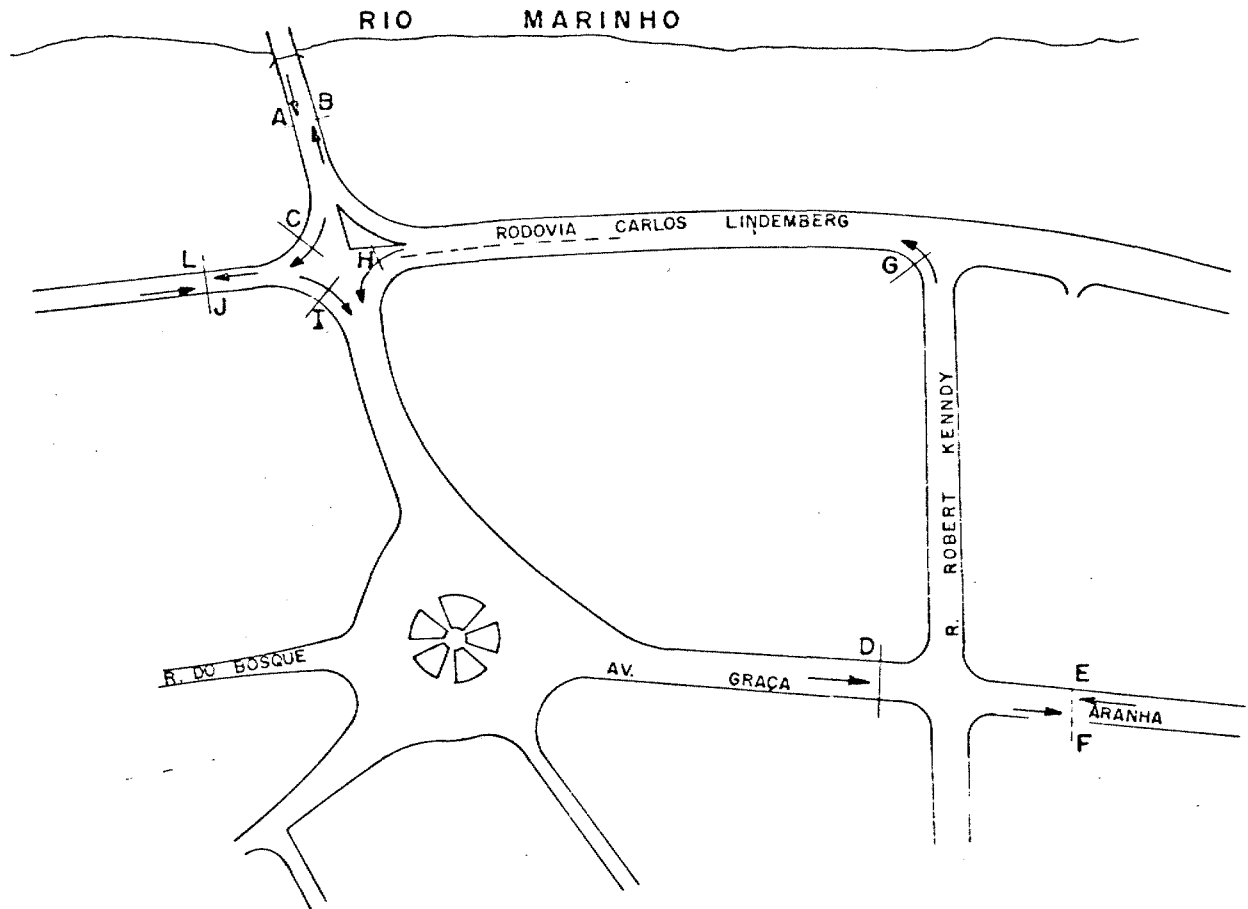 RIO MARINHO
B
A
C
RODOVIA CARLOS LINDEMBERG
L
H
G
J
I
R. ROBERT KENNDY
D
R. DO BOSQUE
AV. GRAÇA ARANHA
E
F